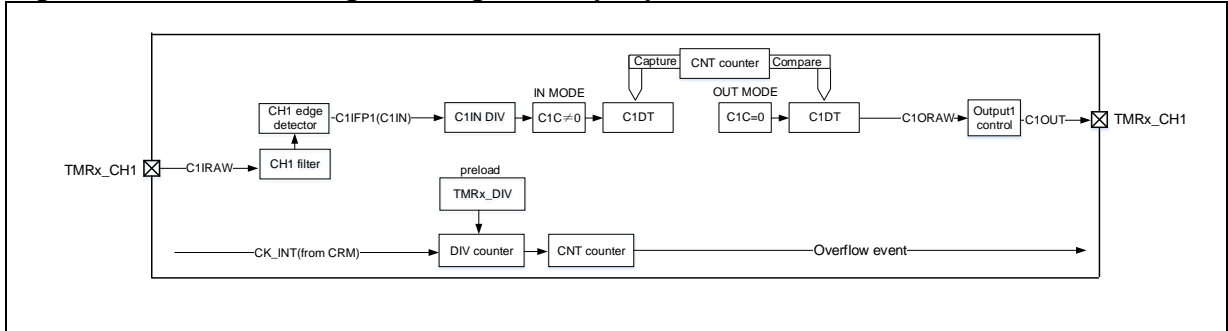 Capture
CNT counter
Compare
IN MODE
OUT MODE
CH1 edge
detector
C1IFP1(C1IN)
C1IN DIV
C1C≠0
C1DT
C1C=0
C1DT
C1ORAW
Output1
control
C1OUT
TMRx_CH1
TMRx_CH1
C1IRAW
CH1 filter
preload
TMRx_DIV
CK_INT(from CRM)
DIV counter
CNT counter
Overflow event